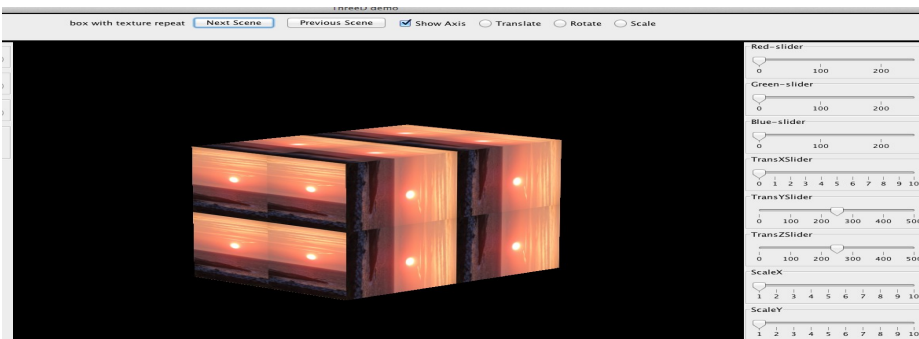 ThreeD demo
box with texture repeat Next Scene Previous Scene Show Axis Translate Rotate Scale
Red-slider
0 100 200
Green-slider
0 100 200
Blue-slider
0 100 200
TransXSlider
0 1 2 3 4 5 6 7 8 9 10
TransYSlider
0 100 200 300 400 500
TransZSlider
0 100 200 300 400 500
ScaleX
1 2 3 4 5 6 7 8 9 10
ScaleY
1 2 3 4 5 6 7 8 9 10